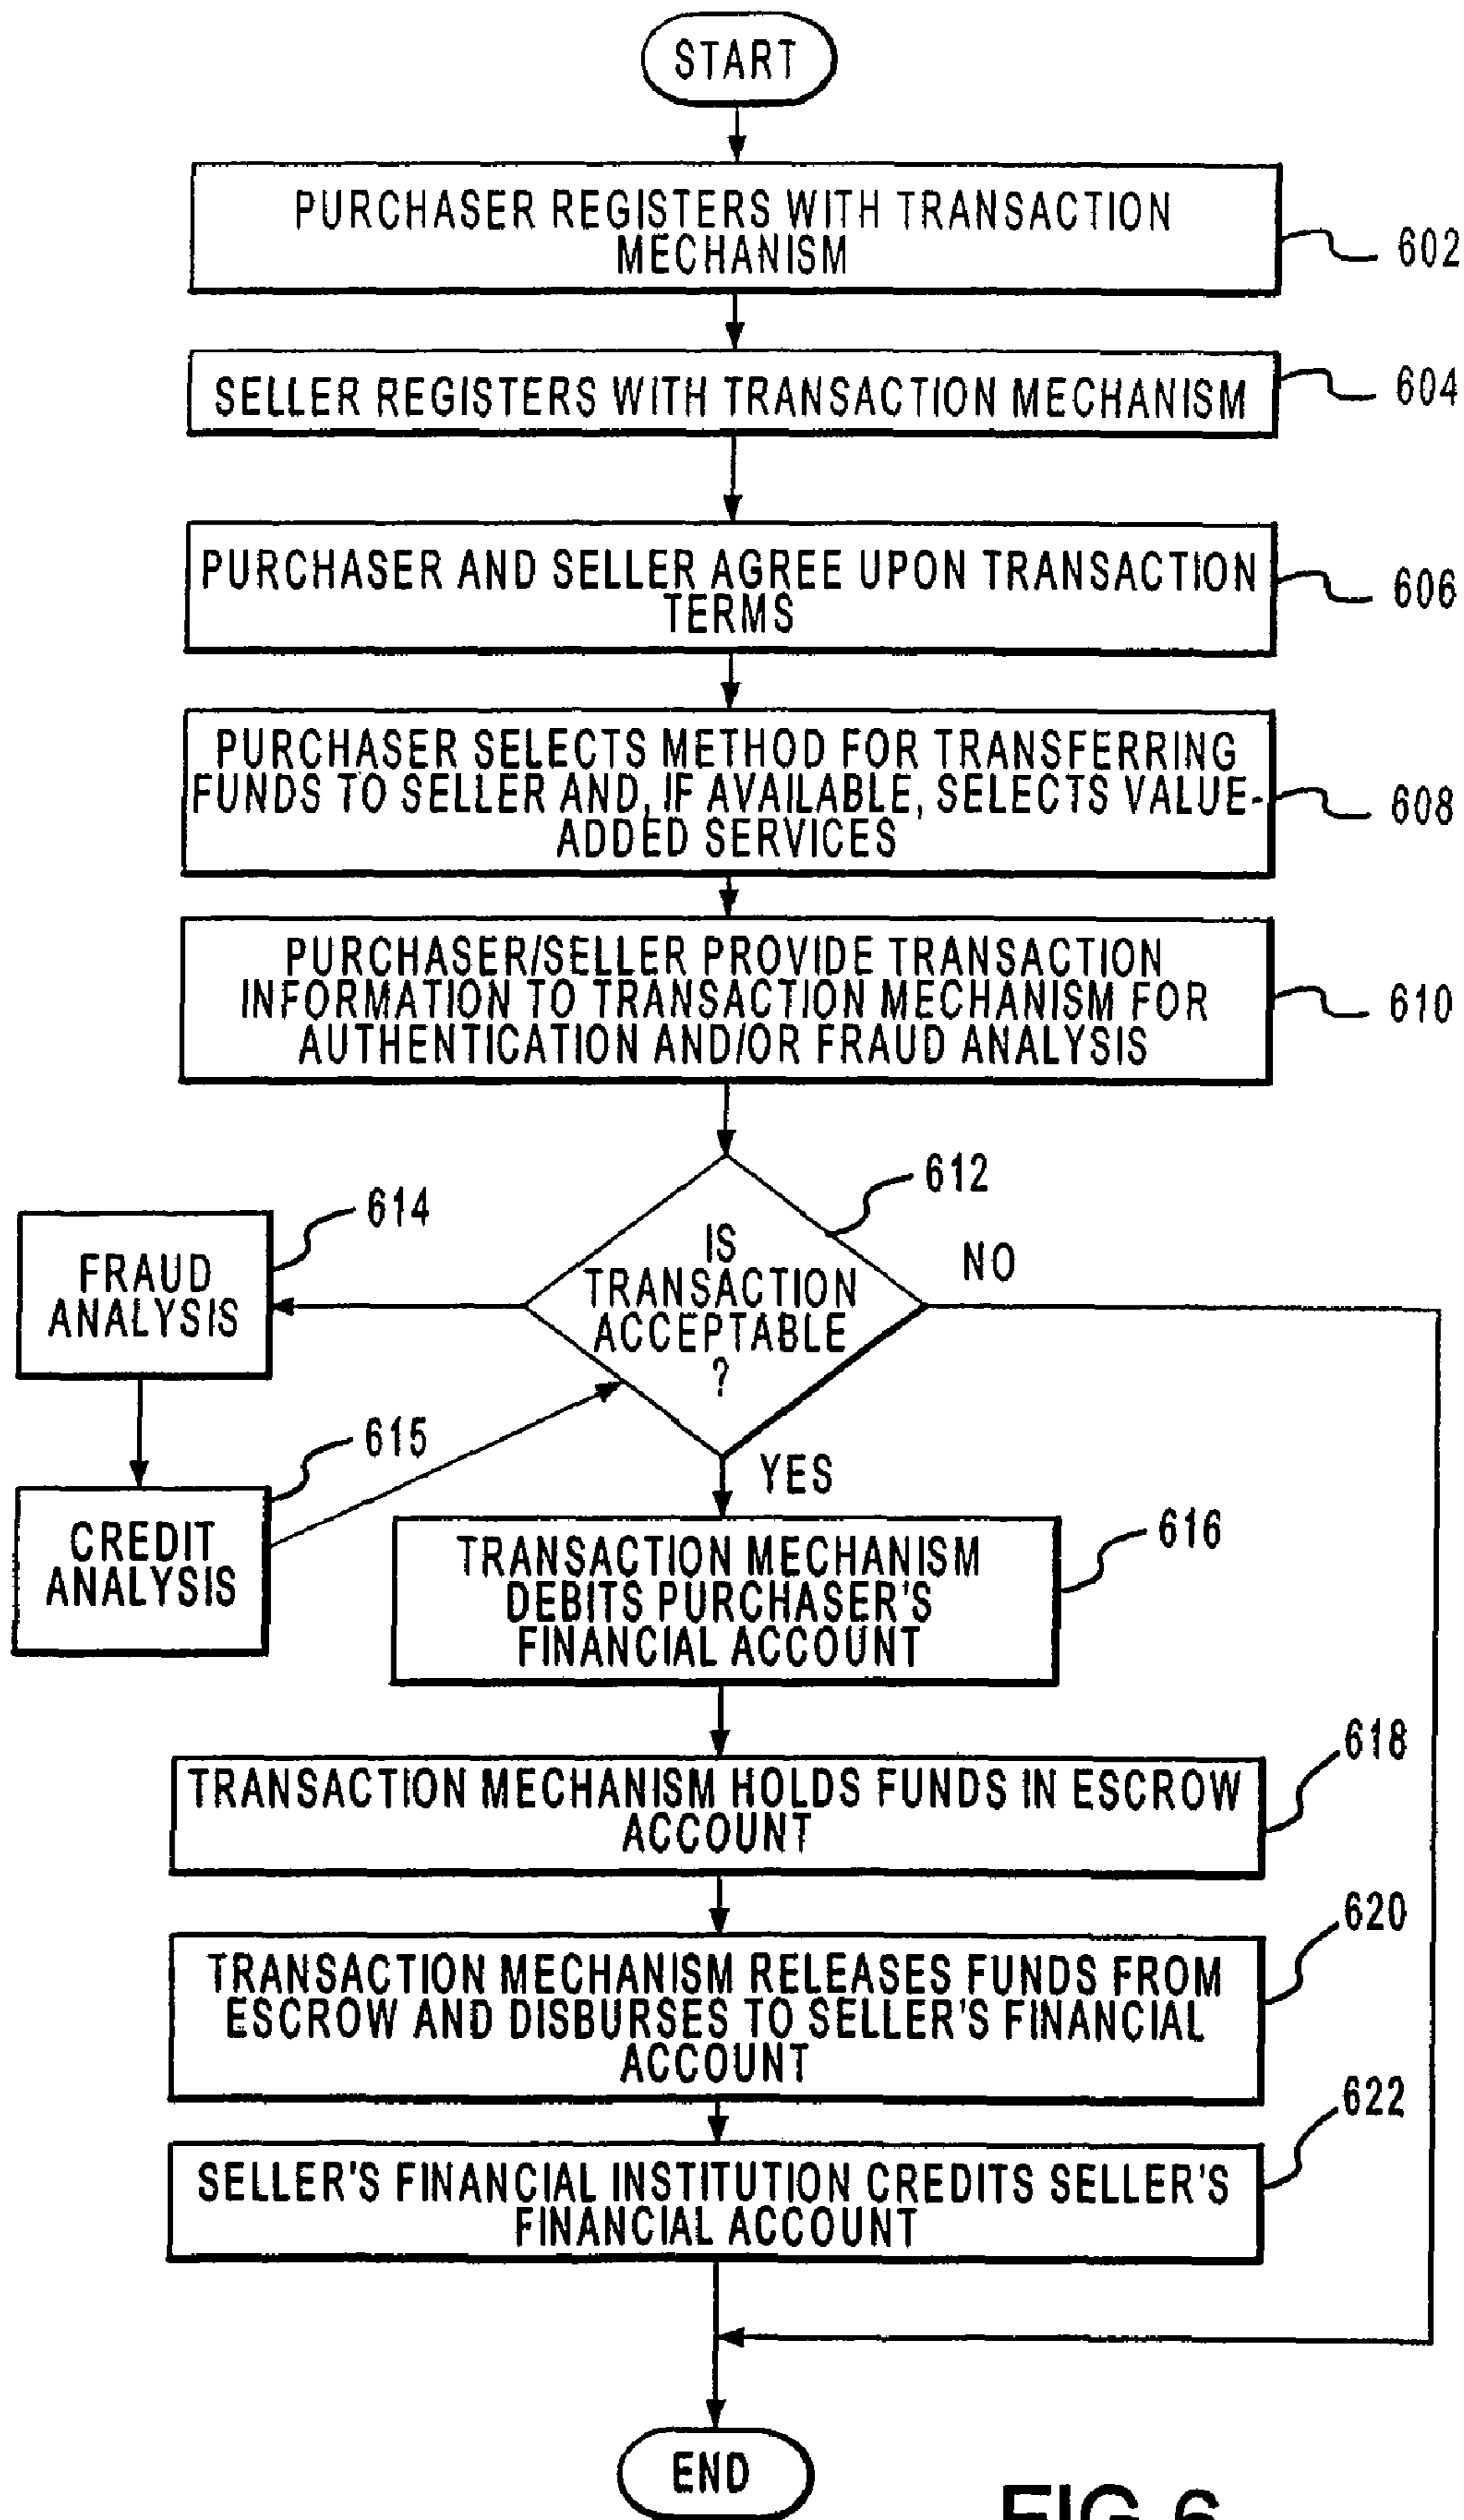 START
PURCHASER REGISTERS WITH TRANSACTION
MECHANISM
602
SELLER REGISTERS WITH TRANSACTION MECHANISM
604
PURCHASER AND SELLER AGREE UPON TRANSACTION
TERMS
606
PURCHASER SELECTS METHOD FOR TRANSFERRING
FUNDS TO SELLER AND, IF AVAILABLE, SELECTS VALUE-
ADDED SERVICES
608
PURCHASER/SELLER PROVIDE TRANSACTION
INFORMATION TO TRANSACTION MECHANISM FOR
AUTHENTICATION AND/OR FRAUD ANALYSIS
610
612
IS
TRANSACTION
ACCEPTABLE
?
NO
614
FRAUD
ANALYSIS
615
CREDIT
ANALYSIS
YES
616
TRANSACTION MECHANISM
DEBITS PURCHASER'S
FINANCIAL ACCOUNT
618
TRANSACTION MECHANISM HOLDS FUNDS IN ESCROW
ACCOUNT
620
TRANSACTION MECHANISM RELEASES FUNDS FROM
ESCROW AND DISBURSES TO SELLER'S FINANCIAL
ACCOUNT
622
SELLER'S FINANCIAL INSTITUTION CREDITS SELLER'S
FINANCIAL ACCOUNT
END
FIG. 6